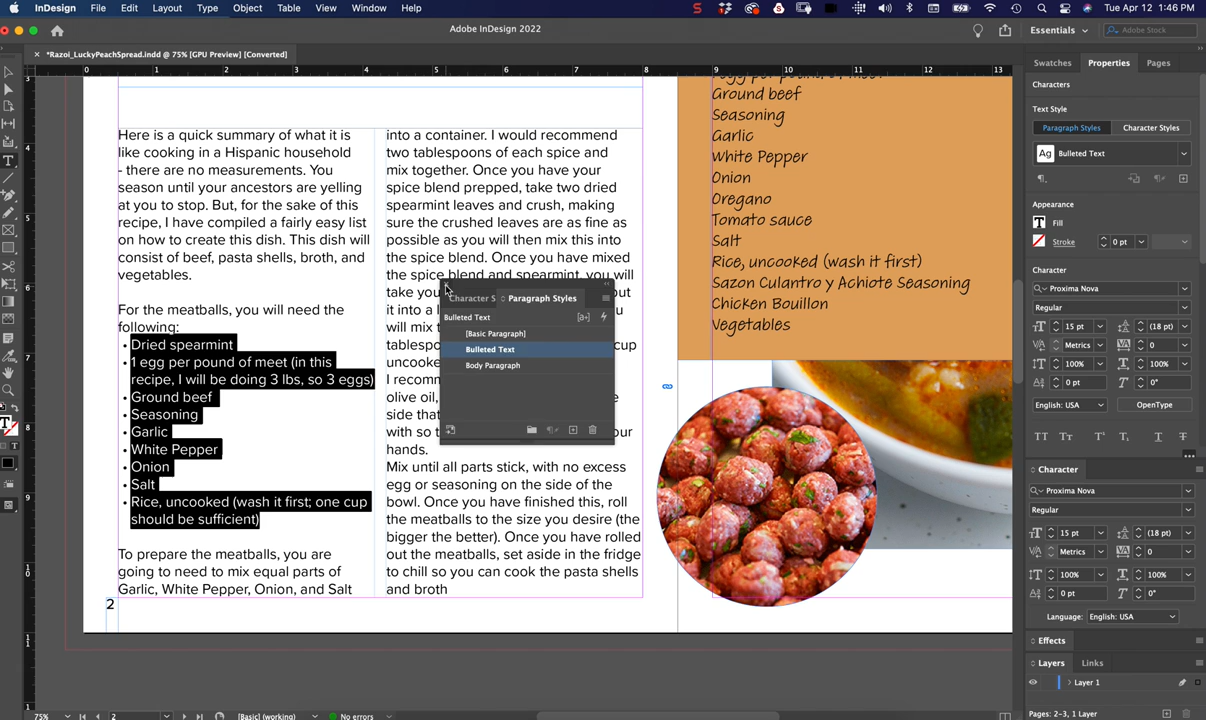 InDesign File Edit Layout Type Object Table View Window Help
Tue Apr 12 1:46 PM
Adobe InDesign 2022
Essentials
Adobe Stock
*Razoi_LuckyPeachSpread.indd @ 75% [GPU Preview] [Converted]
0 1 2 3 4 5 6 7 8 9 10 11 12 13
Here is a quick summary of what it is
like cooking in a Hispanic household
- there are no measurements. You
season until your ancestors are yelling
at you to stop. But, for the sake of this
recipe, I have compiled a fairly easy list
on how to create this dish. This dish will
consist of beef, pasta shells, broth, and
vegetables.
For the meatballs, you will need the
following:
• Dried spearmint
• 1 egg per pound of meet (in this
recipe, I will be doing 3 lbs, so 3 eggs)
• Ground beef
• Seasoning
• Garlic
• White Pepper
• Onion
• Salt
• Rice, uncooked (wash it first; one cup
should be sufficient)
To prepare the meatballs, you are
going to need to mix equal parts of
Garlic, White Pepper, Onion, and Salt
2
into a container. I would recommend
two tablespoons of each spice and
mix together. Once you have your
spice blend prepped, take two dried
spearmint leaves and crush, making
sure the crushed leaves are as fine as
possible as you will then mix this into
the spice blend. Once you have mixed
the spice blend and spearmint, you will
take you
it into a
will mix t
tablespo
uncooke
I recomm
olive oil,
side that
with so t
hands.
Mix until all parts stick, with no excess
egg or seasoning on the side of the
bowl. Once you have finished this, roll
the meatballs to the size you desire (the
bigger the better). Once you have rolled
out the meatballs, set aside in the fridge
to chill so you can cook the pasta shells
and broth
Character S
Paragraph Styles
Bulleted Text
[Basic Paragraph]
Bulleted Text
Body Paragraph
Ground beef
Seasoning
Garlic
White Pepper
Onion
Oregano
Tomato sauce
Salt
Rice, uncooked (wash it first)
Sazon Culantro y Achiote Seasoning
Chicken Bouillon
Vegetables
Swatches Properties Pages
Characters
Text Style
Paragraph Styles Character Styles
Ag Bulleted Text
Appearance
Fill
Stroke 0 pt
Character
Proxima Nova
Regular
15 pt (18 pt)
Metrics 0
100% 100%
0 pt 0°
English: USA OpenType
Character
Proxima Nova
Regular
15 pt (18 pt)
Metrics 0
100% 100%
0 pt 0°
Language: English: USA
Effects
Layers Links
Layer 1
Pages: 2-3, 1 Layer
75% 2 [Basic] (working) No errors